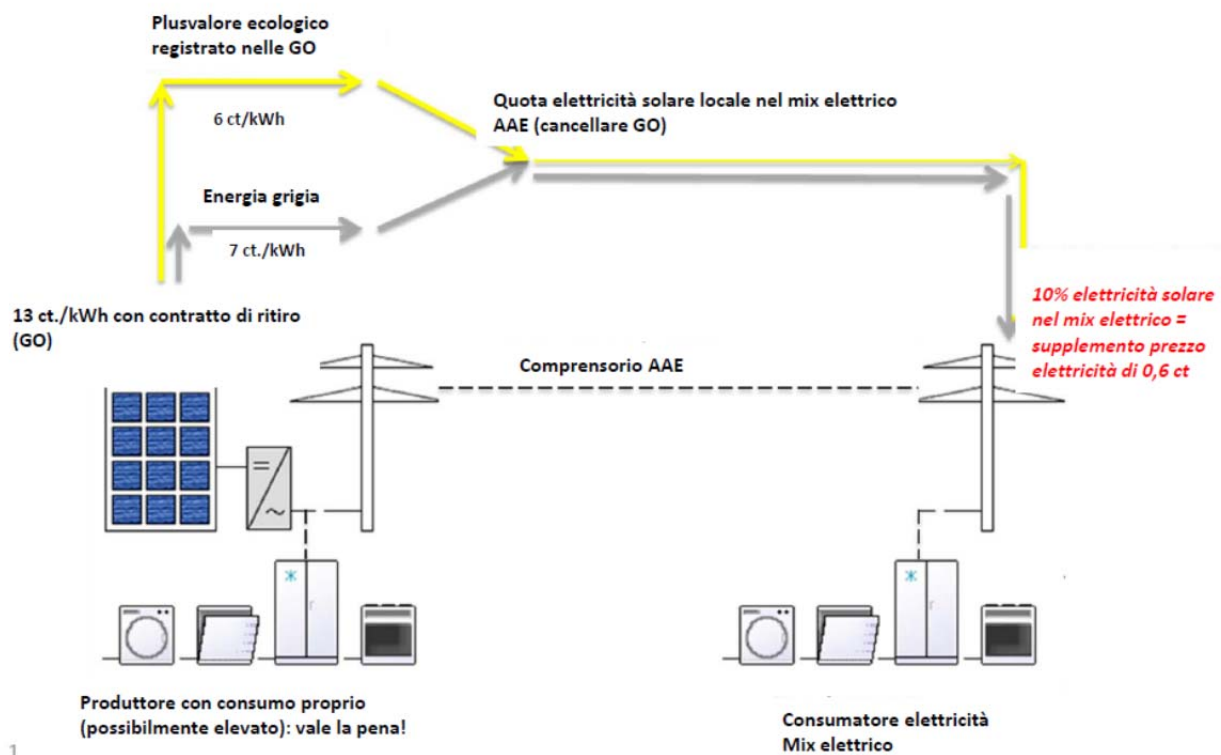 Plusvalore ecologico
registrato nelle GO
6 ct/kWh
Quota elettricità solare locale nel mix elettrico
AAE (cancellare GO)
Energia grigia
7 ct./kWh
13 ct./kWh con contratto di ritiro
(GO)
10% elettricità solare
nel mix elettrico =
supplemento prezzo
elettricità di 0,6 ct
Comprensorio AAE
Produttore con consumo proprio
(possibilmente elevato): vale la pena!
Consumatore elettricità
Mix elettrico
1